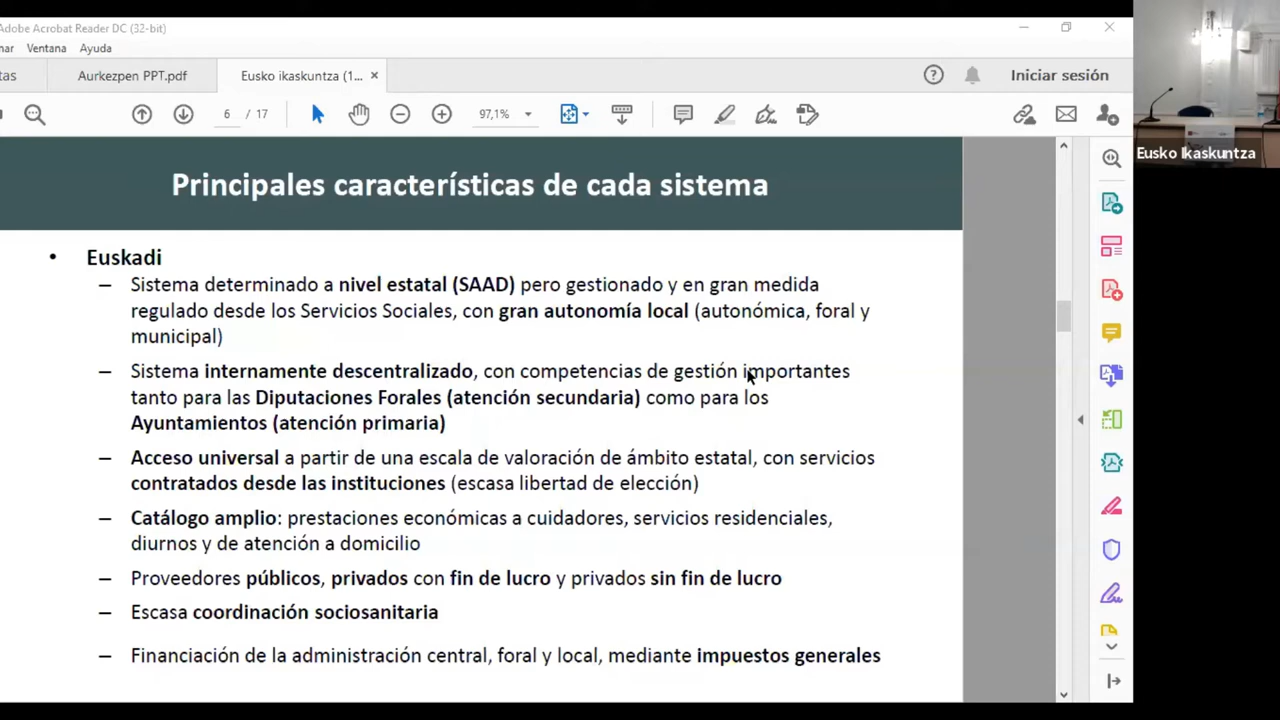 Adobe Acrobat Reader DC (32-bit)
nar Ventana Ayuda
tas Aurkezpen PPT.pdf Eusko ikaskuntza (1... × Iniciar sesión
6 / 17 97,1%
Eusko Ikaskuntza
Principales características de cada sistema
• Euskadi
– Sistema determinado a nivel estatal (SAAD) pero gestionado y en gran medida
regulado desde los Servicios Sociales, con gran autonomía local (autonómica, foral y
municipal)
– Sistema internamente descentralizado, con competencias de gestión importantes
tanto para las Diputaciones Forales (atención secundaria) como para los
Ayuntamientos (atención primaria)
– Acceso universal a partir de una escala de valoración de ámbito estatal, con servicios
contratados desde las instituciones (escasa libertad de elección)
– Catálogo amplio: prestaciones económicas a cuidadores, servicios residenciales,
diurnos y de atención a domicilio
– Proveedores públicos, privados con fin de lucro y privados sin fin de lucro
– Escasa coordinación sociosanitaria
– Financiación de la administración central, foral y local, mediante impuestos generales